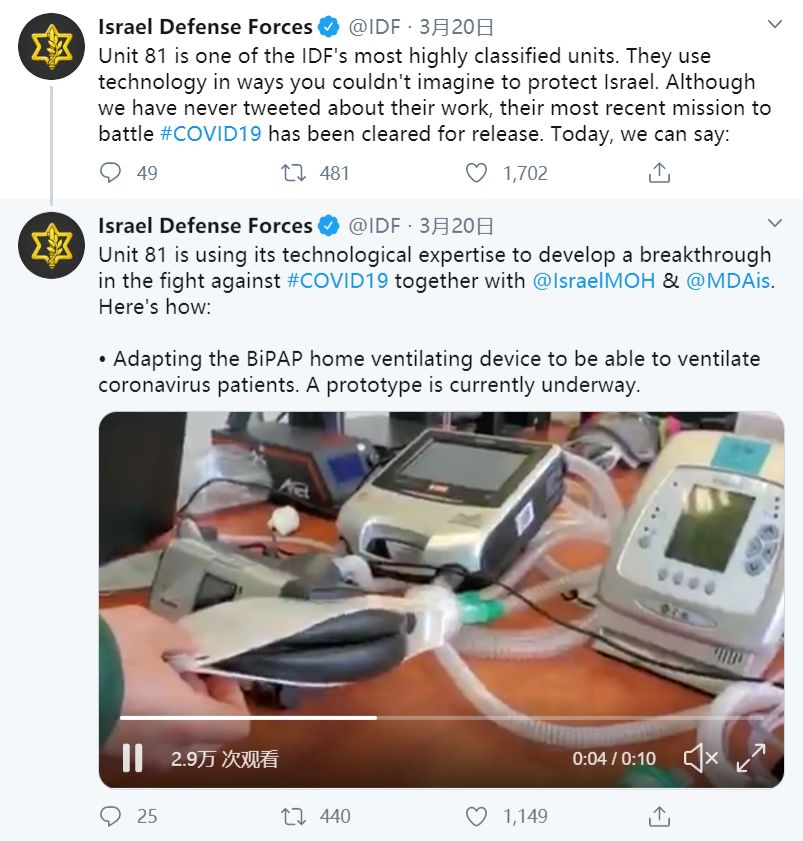 Israel Defense Forces @IDF · 3月20日
Unit 81 is one of the IDF's most highly classified units. They use
technology in ways you couldn't imagine to protect Israel. Although
we have never tweeted about their work, their most recent mission to
battle #COVID19 has been cleared for release. Today, we can say:
49 481 1,702
Israel Defense Forces @IDF · 3月20日
Unit 81 is using its technological expertise to develop a breakthrough
in the fight against #COVID19 together with @IsraelMOH & @MDAis.
Here's how:
• Adapting the BiPAP home ventilating device to be able to ventilate
coronavirus patients. A prototype is currently underway.
2.9万 次观看 0:04 / 0:10
25 440 1,149